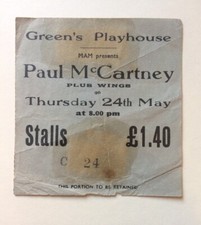 Green's Playhouse
MAM presents
Paul McCartney
PLUS WINGS
on
Thursday 24th May
at 8.00 pm
Stalls £1.40
C 24
THIS PORTION TO BE RETAINED